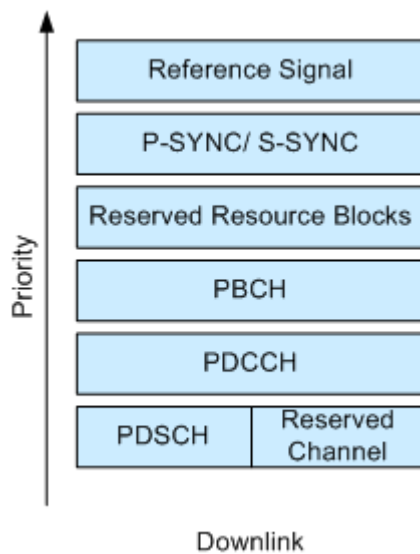 Priority
Reference Signal
P-SYNC/ S-SYNC
Reserved Resource Blocks
PBCH
PDCCH
PDSCH
Reserved
Channel
Downlink